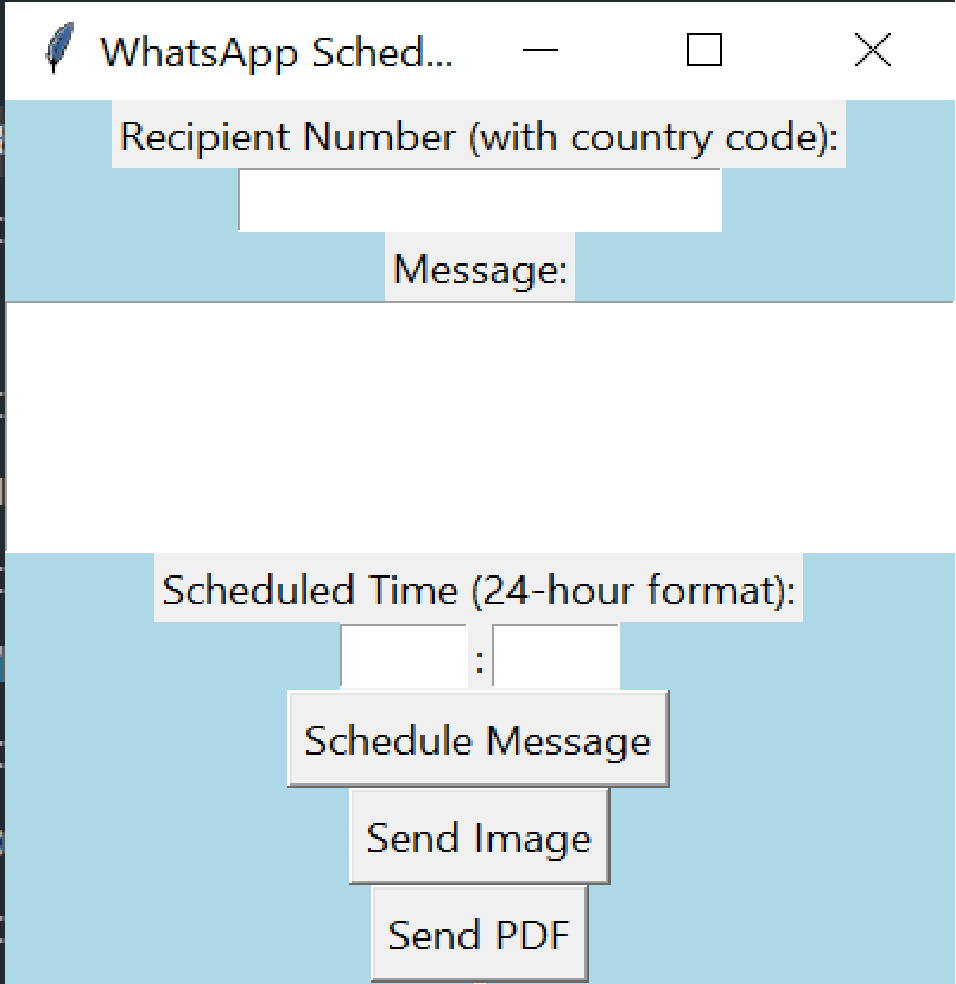 WhatsApp Sched...
Recipient Number (with country code):
Message:
Scheduled Time (24-hour format):
:
Schedule Message
Send Image
Send PDF